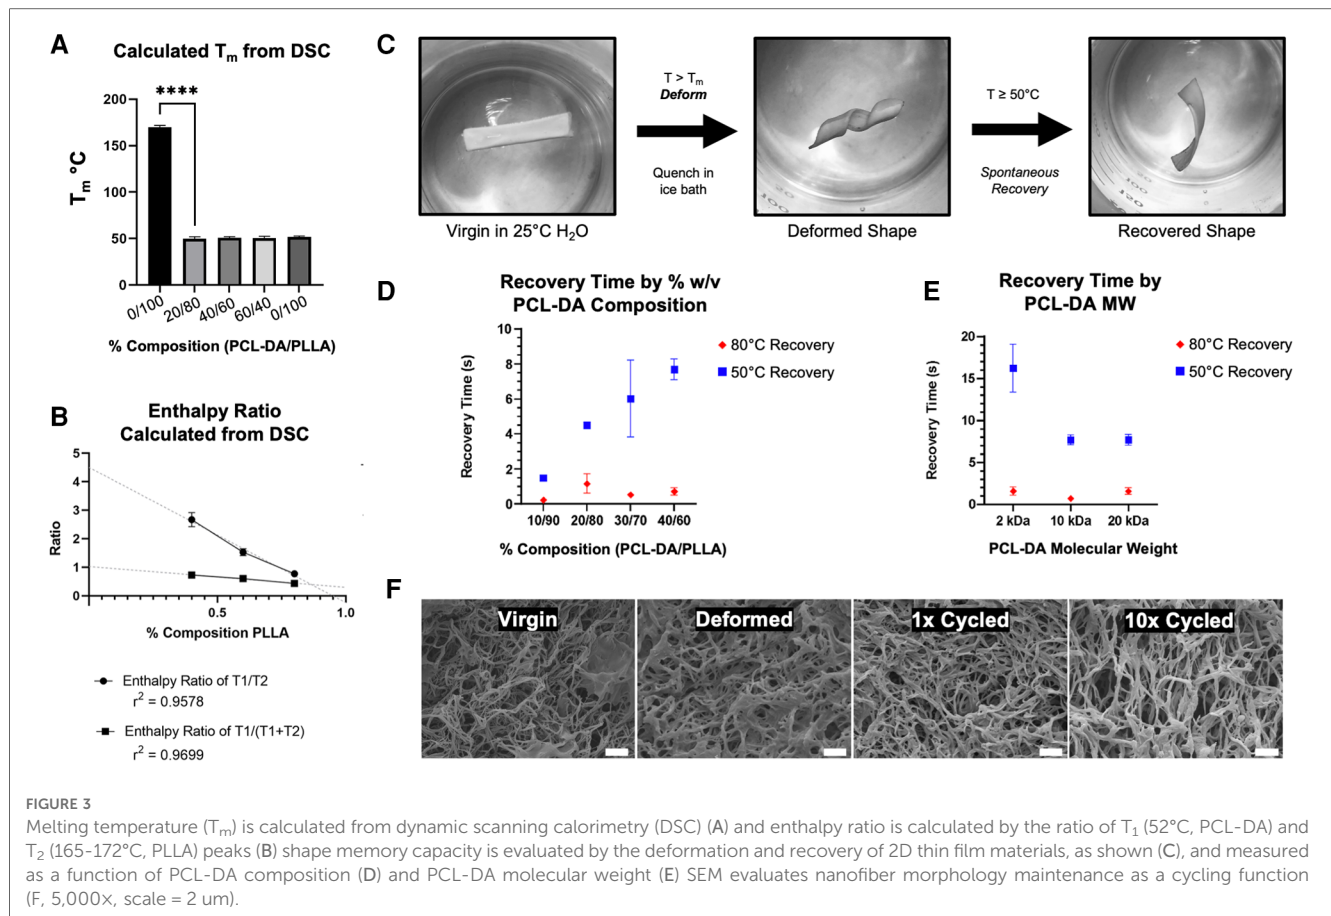 A
Calculated Tm from DSC
****
200
150
100
50
0
Tm °C
0/100
20/80
40/60
60/40
0/100
% Composition (PCL-DA/PLLA)
B
Enthalpy Ratio
Calculated from DSC
5
4
3
2
1
0
Ratio
0.5
1.0
% Composition PLLA
Enthalpy Ratio of T1/T2
r2 = 0.9578
Enthalpy Ratio of T1/(T1+T2)
r2 = 0.9699
C
T > Tm
Deform
Quench in
ice bath
T ≥ 50°C
Spontaneous
Recovery
Virgin in 25°C H2O
Deformed Shape
Recovered Shape
D
Recovery Time by % w/v
PCL-DA Composition
10
8
6
4
2
0
Recovery Time (s)
10/90
20/80
30/70
40/60
% Composition (PCL-DA/PLLA)
80°C Recovery
50°C Recovery
E
Recovery Time by
PCL-DA MW
20
15
10
5
0
Recovery Time (s)
2 kDa
10 kDa
20 kDa
PCL-DA Molecular Weight
80°C Recovery
50°C Recovery
F
Virgin
Deformed
1x Cycled
10x Cycled
FIGURE 3
Melting temperature (Tm) is calculated from dynamic scanning calorimetry (DSC) (A) and enthalpy ratio is calculated by the ratio of T1 (52°C, PCL-DA) and
T2 (165-172°C, PLLA) peaks (B) shape memory capacity is evaluated by the deformation and recovery of 2D thin film materials, as shown (C), and measured
as a function of PCL-DA composition (D) and PCL-DA molecular weight (E) SEM evaluates nanofiber morphology maintenance as a cycling function
(F, 5,000×, scale = 2 um).